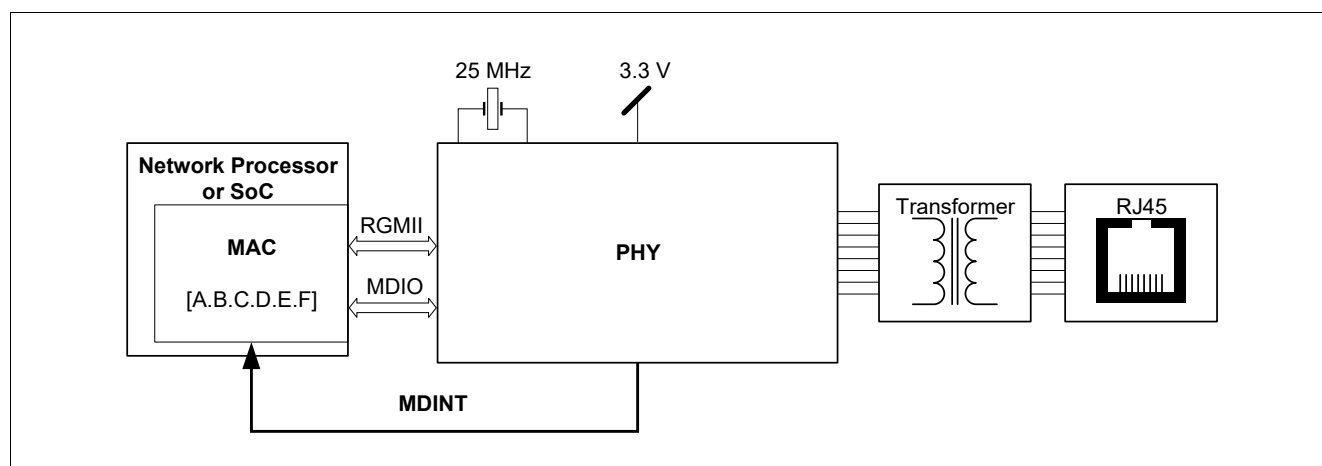 25 MHz
3.3 V
Network Processor
or SoC
MAC
[A.B.C.D.E.F]
RGMII
MDIO
PHY
Transformer
RJ45
MDINT